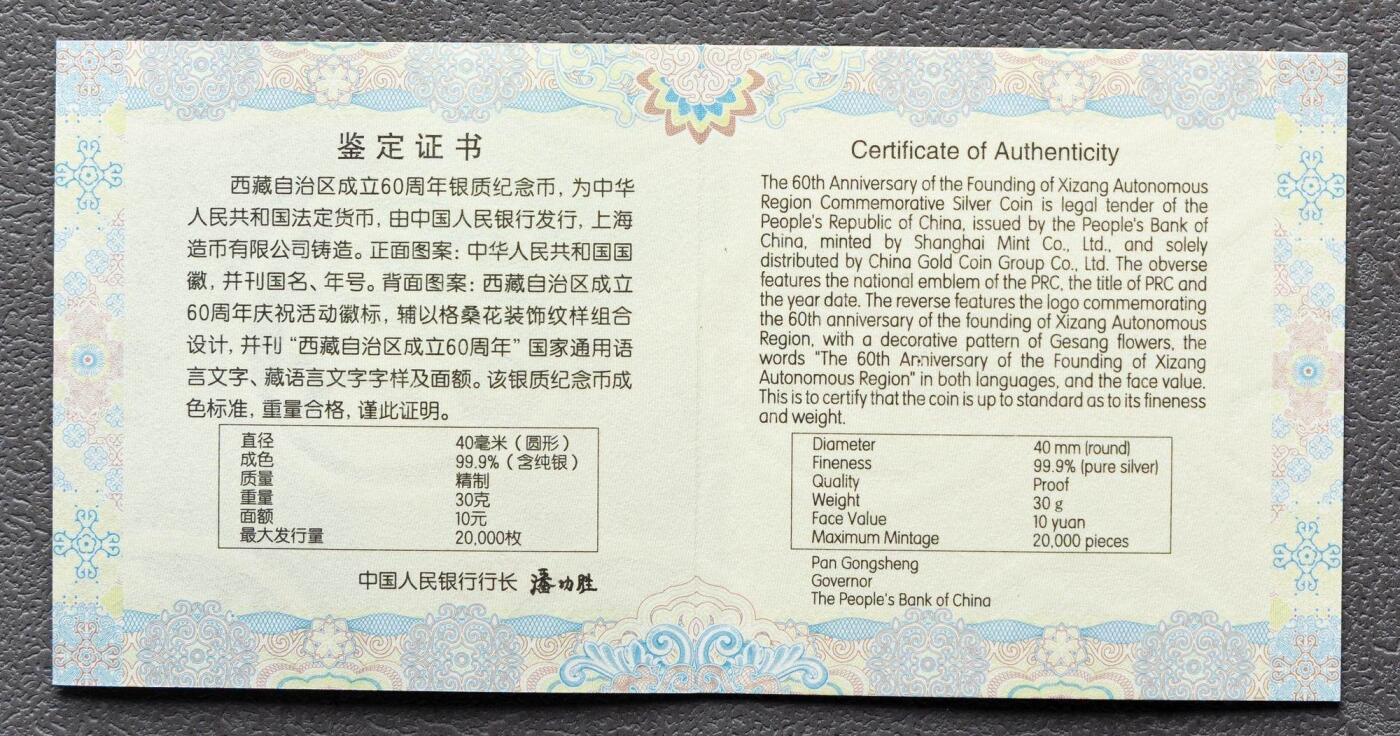 鉴定证书
西藏自治区成立60周年银质纪念币，为中华
人民共和国法定货币，由中国人民银行发行，上海
造币有限公司铸造。正面图案：中华人民共和国国
徽，并刊国名、年号。背面图案：西藏自治区成立
60周年庆祝活动徽标，辅以格桑花装饰纹样组合
设计，并刊“西藏自治区成立60周年”国家通用语
言文字、藏语言文字字样及面额。该银质纪念币成
色标准，重量合格，谨此证明。
直径 40毫米（圆形）
成色 99.9%（含纯银）
质量 精制
重量 30克
面额 10元
最大发行量 20,000枚
中国人民银行行长 潘功胜
Certificate of Authenticity
The 60th Anniversary of the Founding of Xizang Autonomous
Region Commemorative Silver Coin is legal tender of the
People's Republic of China, issued by the People's Bank of
China, minted by Shanghai Mint Co., Ltd., and solely
distributed by China Gold Coin Group Co., Ltd. The obverse
features the national emblem of the PRC, the title of PRC and
the year date. The reverse features the logo commemorating
the 60th anniversary of the founding of Xizang Autonomous
Region, with a decorative pattern of Gesang flowers, the
words "The 60th Anniversary of the Founding of Xizang
Autonomous Region" in both languages, and the face value.
This is to certify that the coin is up to standard as to its fineness
and weight.
Diameter 40 mm (round)
Fineness 99.9% (pure silver)
Quality Proof
Weight 30 g
Face Value 10 yuan
Maximum Mintage 20,000 pieces
Pan Gongsheng
Governor
The People's Bank of China